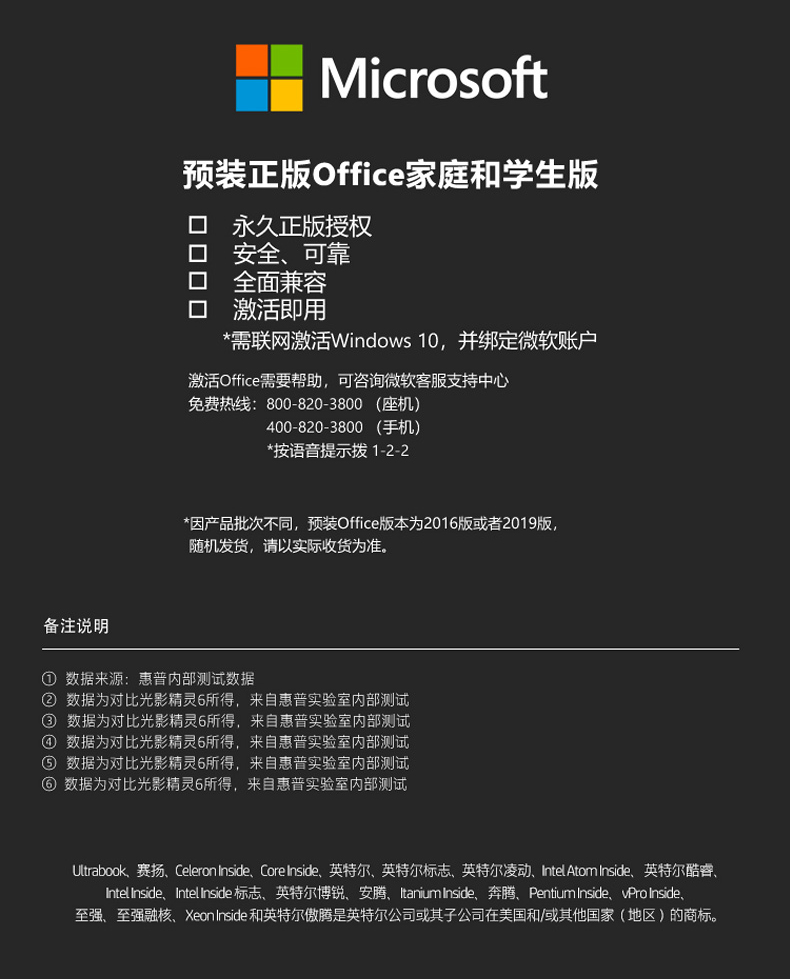 Microsoft
预装正版Office家庭和学生版
□ 永久正版授权
□ 安全、可靠
□ 全面兼容
□ 激活即用
*需联网激活Windows 10，并绑定微软账户
激活Office需要帮助，可咨询微软客服支持中心
免费热线：800-820-3800 （座机）
400-820-3800 （手机）
*按语音提示拨 1-2-2
*因产品批次不同，预装Office版本为2016版或者2019版，
随机发货，请以实际收货为准。
备注说明
① 数据来源：惠普内部测试数据
② 数据为对比光影精灵6所得，来自惠普实验室内部测试
③ 数据为对比光影精灵6所得，来自惠普实验室内部测试
④ 数据为对比光影精灵6所得，来自惠普实验室内部测试
⑤ 数据为对比光影精灵6所得，来自惠普实验室内部测试
⑥ 数据为对比光影精灵6所得，来自惠普实验室内部测试
Ultrabook、赛扬、Celeron Inside、Core Inside、英特尔、英特尔标志、英特尔凌动、Intel Atom Inside、英特尔酷睿、
Intel Inside、Intel Inside 标志、英特尔博锐、安腾、Itanium Inside、奔腾、Pentium Inside、vPro Inside、
至强、至强融核、Xeon Inside 和英特尔傲腾是英特尔公司或其子公司在美国和/或其他国家（地区）的商标。